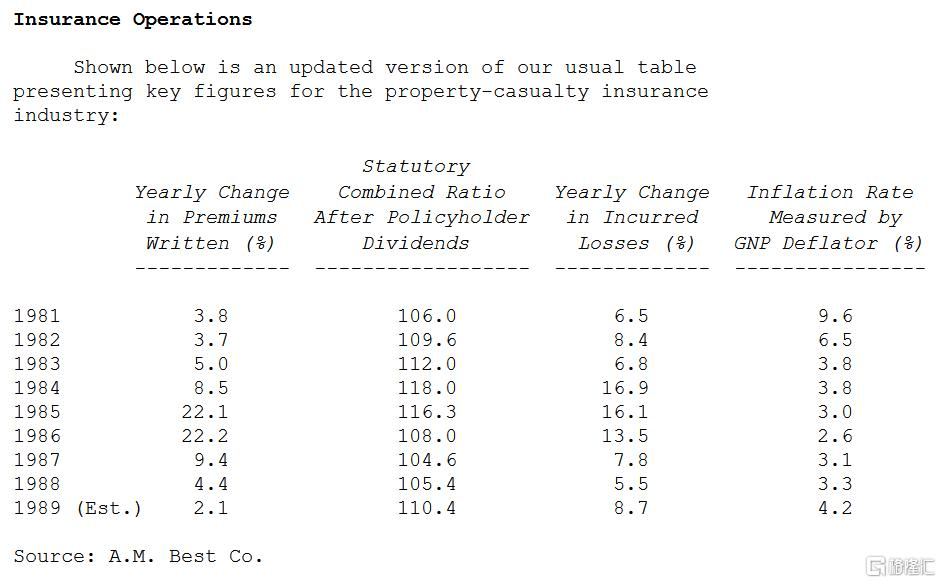 Insurance Operations
Shown below is an updated version of our usual table
presenting key figures for the property-casualty insurance
industry:
Statutory
Yearly Change Combined Ratio Yearly Change Inflation Rate
in Premiums After Policyholder in Incurred Measured by
Written (%) Dividends Losses (%) GNP Deflator (%)
------------- ------------------ ------------- ----------------
1981 3.8 106.0 6.5 9.6
1982 3.7 109.6 8.4 6.5
1983 5.0 112.0 6.8 3.8
1984 8.5 118.0 16.9 3.8
1985 22.1 116.3 16.1 3.0
1986 22.2 108.0 13.5 2.6
1987 9.4 104.6 7.8 3.1
1988 4.4 105.4 5.5 3.3
1989 (Est.) 2.1 110.4 8.7 4.2
Source: A.M. Best Co.
格隆汇